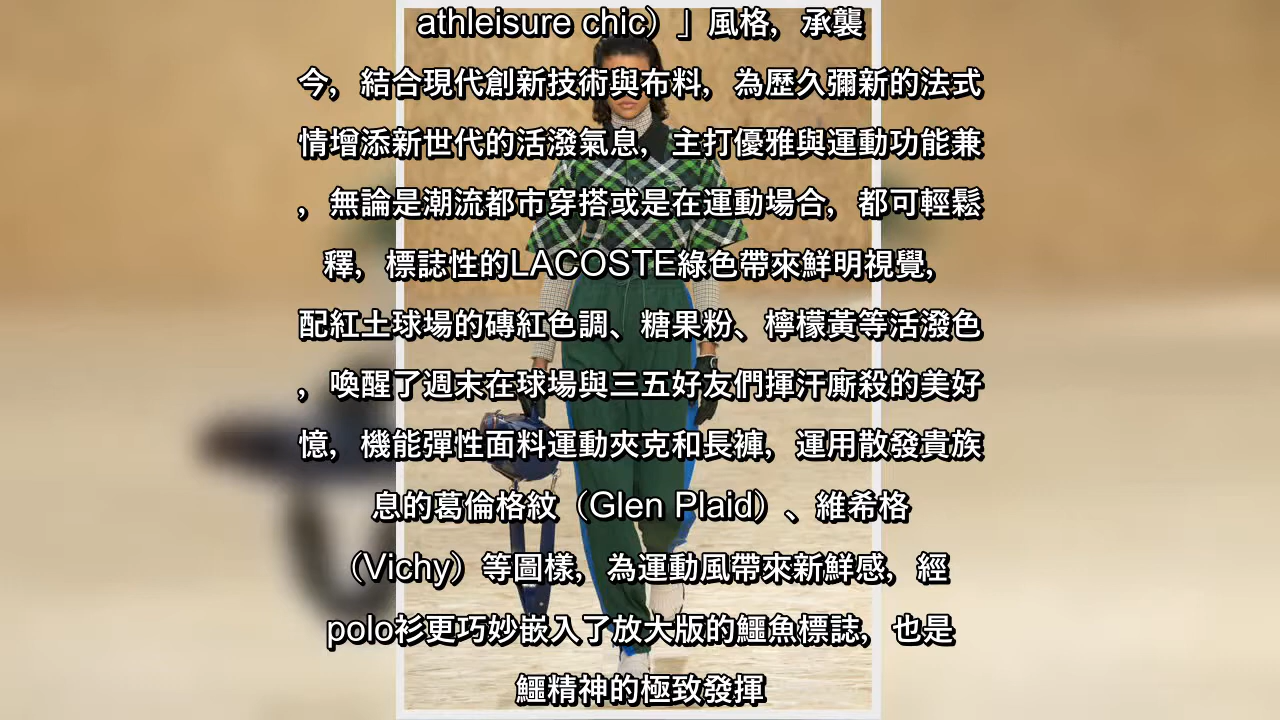 athleisure chic）」風格，承襲
今，結合現代創新技術與布料，為歷久彌新的法式
情增添新世代的活潑氣息，主打優雅與運動功能兼
，無論是潮流都市穿搭或是在運動場合，都可輕鬆
釋，標誌性的LACOSTE綠色帶來鮮明視覺，
配紅土球場的磚紅色調、糖果粉、檸檬黃等活潑色
，喚醒了週末在球場與三五好友們揮汗廝殺的美好
憶，機能彈性面料運動夾克和長褲，運用散發貴族
息的葛倫格紋（Glen Plaid）、維希格
（Vichy）等圖樣，為運動風帶來新鮮感，經
polo衫更巧妙嵌入了放大版的鱷魚標誌，也是
鱷精神的極致發揮